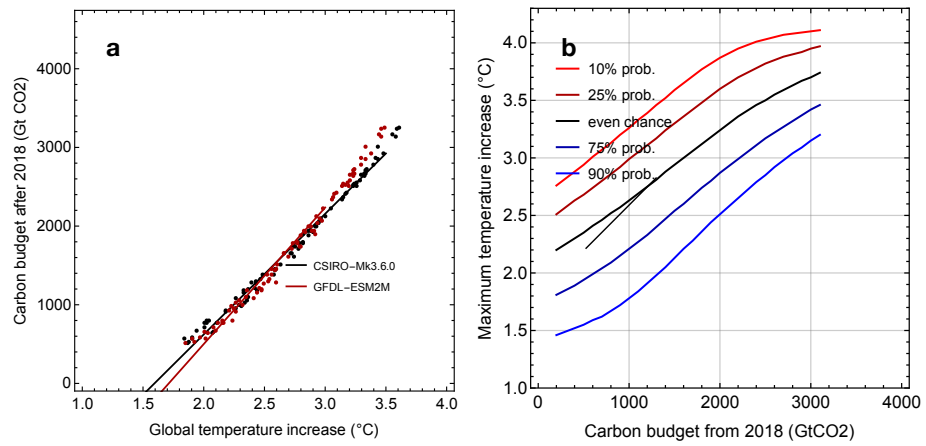 a
Carbon budget after 2018 (Gt CO2)
4000
3000
2000
1000
0
CSIRO−Mk3.6.0
GFDL−ESM2M
1.0 1.5 2.0 2.5 3.0 3.5 4.0
Global temperature increase (°C)
b
Maximum temperature increase (°C)
4.0
3.5
3.0
2.5
2.0
1.5
1.0
10% prob.
25% prob.
even chance
75% prob.
90% prob.
0 1000 2000 3000 4000
Carbon budget from 2018 (GtCO2)